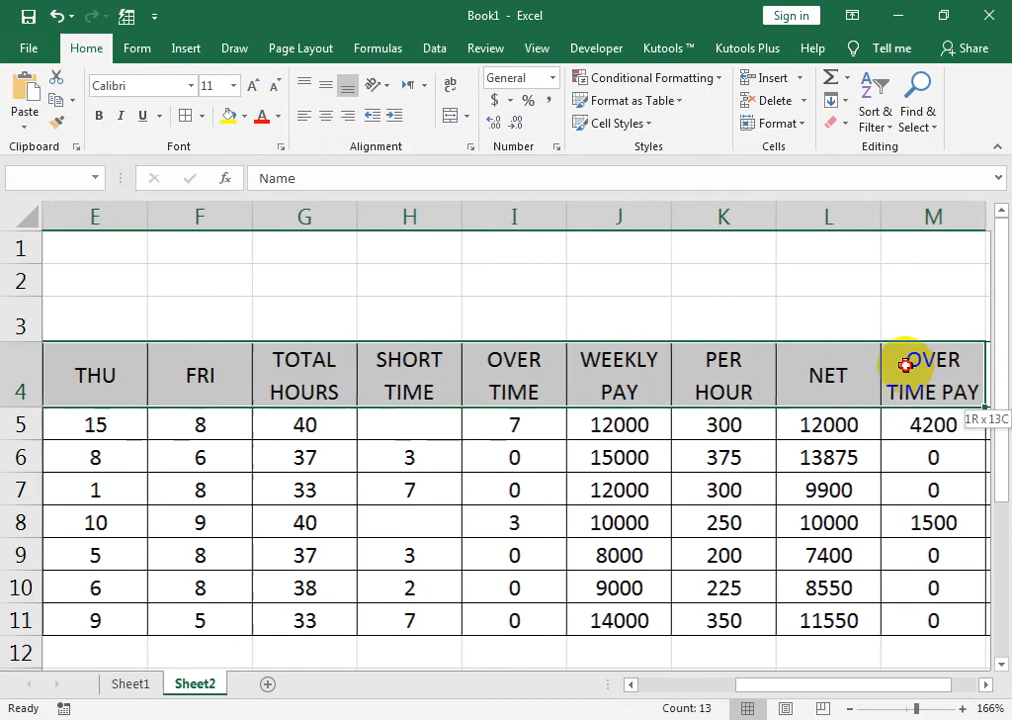 Book1 - Excel
Sign in
File Home Form Insert Draw Page Layout Formulas Data Review View Developer Kutools ™ Kutools Plus Help Tell me Share
Paste
Clipboard
Calibri 11
B I U
Font
Alignment
General
$ % ,
Number
Conditional Formatting
Format as Table
Cell Styles
Styles
Insert
Delete
Format
Cells
Sort & Filter
Find & Select
Editing
fx Name
E F G H I J K L M
1
2
3
4 THU FRI TOTAL HOURS SHORT TIME OVER TIME WEEKLY PAY PER HOUR NET OVER TIME PAY
1R x 13C
5 15 8 40 7 12000 300 12000 4200
6 8 6 37 3 0 15000 375 13875 0
7 1 8 33 7 0 12000 300 9900 0
8 10 9 40 3 10000 250 10000 1500
9 5 8 37 3 0 8000 200 7400 0
10 6 8 38 2 0 9000 225 8550 0
11 9 5 33 7 0 14000 350 11550 0
12
Sheet1 Sheet2
Ready Count: 13 166%